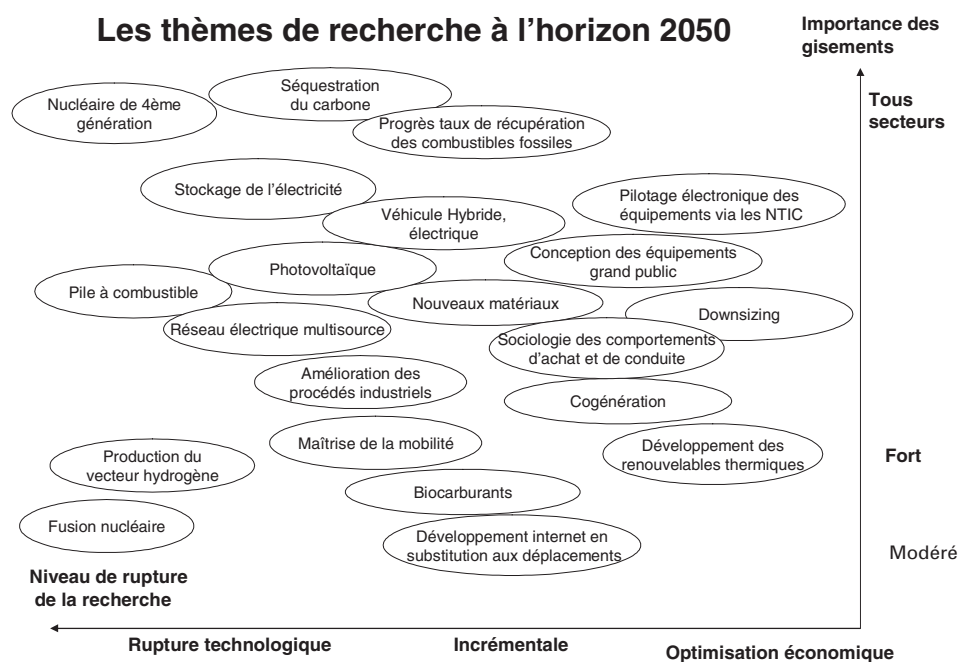 Les thèmes de recherche à l'horizon 2050
Importance des
gisements
Tous
secteurs
Séquestration
du carbone
Nucléaire de 4ème
génération
Progrès taux de récupération
des combustibles fossiles
Stockage de l'électricité
Pilotage électronique des
équipements via les NTIC
Véhicule Hybride,
électrique
Conception des équipements
grand public
Photovoltaïque
Pile à combustible
Nouveaux matériaux
Downsizing
Réseau électrique multisource
Sociologie des comportements
d'achat et de conduite
Amélioration des
procédés industriels
Cogénération
Maîtrise de la mobilité
Développement des
renouvelables thermiques
Fort
Production du
vecteur hydrogène
Biocarburants
Fusion nucléaire
Développement internet en
substitution aux déplacements
Modéré
Niveau de rupture
de la recherche
Rupture technologique
Incrémentale
Optimisation économique